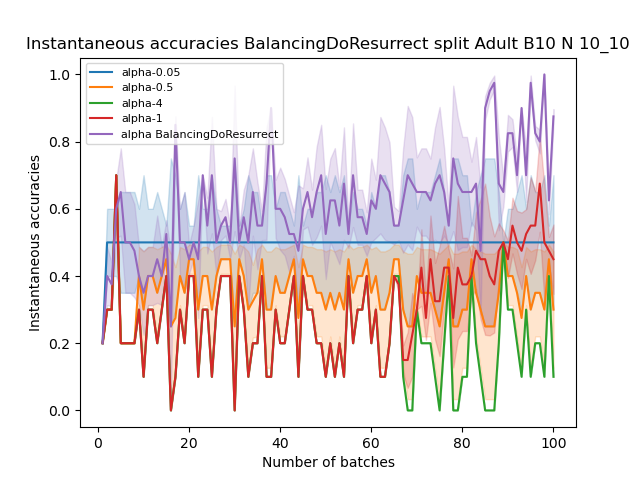 Instantaneous accuracies BalancingDoResurrect split Adult B10 N 10_10
alpha-0.05
alpha-0.5
alpha-4
alpha-1
alpha BalancingDoResurrect
Instantaneous accuracies
1.0
0.8
0.6
0.4
0.2
0.0
0
20
40
60
80
100
Number of batches